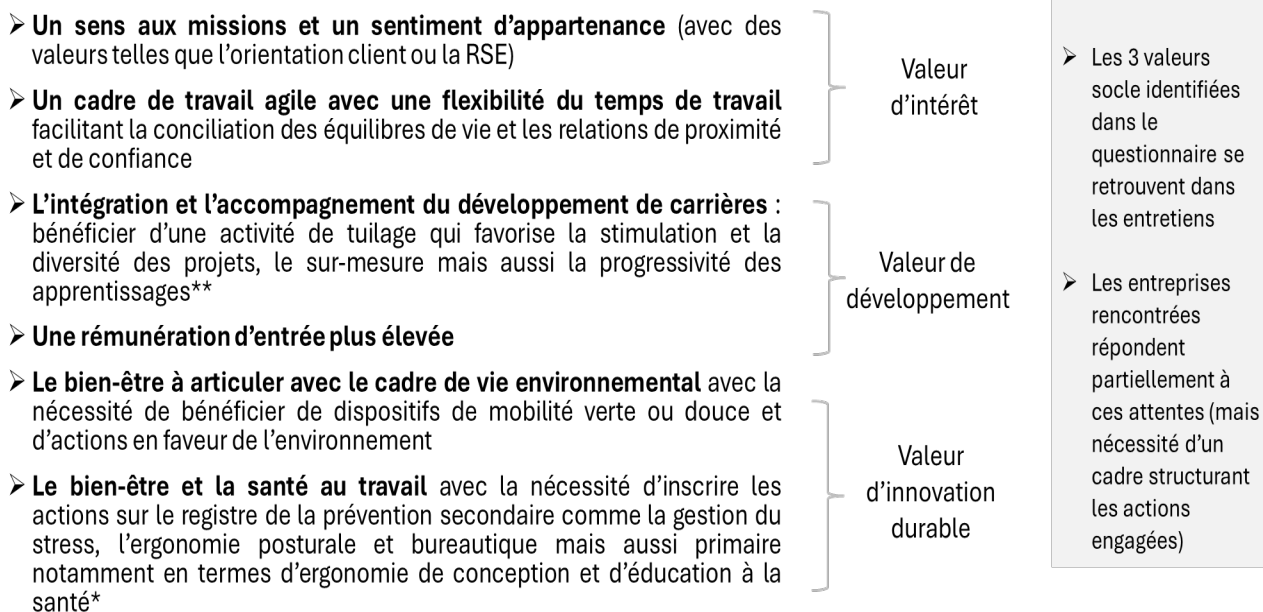 ➢ Un sens aux missions et un sentiment d’appartenance (avec des
valeurs telles que l’orientation client ou la RSE)
➢ Un cadre de travail agile avec une flexibilité du temps de travail
facilitant la conciliation des équilibres de vie et les relations de proximité
et de confiance
➢ L’intégration et l’accompagnement du développement de carrières :
bénéficier d’une activité de tuilage qui favorise la stimulation et la
diversité des projets, le sur-mesure mais aussi la progressivité des
apprentissages**
➢ Une rémunération d’entrée plus élevée
➢ Le bien-être à articuler avec le cadre de vie environnemental avec la
nécessité de bénéficier de dispositifs de mobilité verte ou douce et
d’actions en faveur de l’environnement
➢ Le bien-être et la santé au travail avec la nécessité d’inscrire les
actions sur le registre de la prévention secondaire comme la gestion du
stress, l’ergonomie posturale et bureautique mais aussi primaire
notamment en termes d’ergonomie de conception et d’éducation à la
santé*
Valeur
d’intérêt
Valeur de
développement
Valeur
d’innovation
durable
➢ Les 3 valeurs
socle identifiées
dans le
questionnaire se
retrouvent dans
les entretiens
➢ Les entreprises
rencontrées
répondent
partiellement à
ces attentes (mais
nécessité d’un
cadre structurant
les actions
engagées)